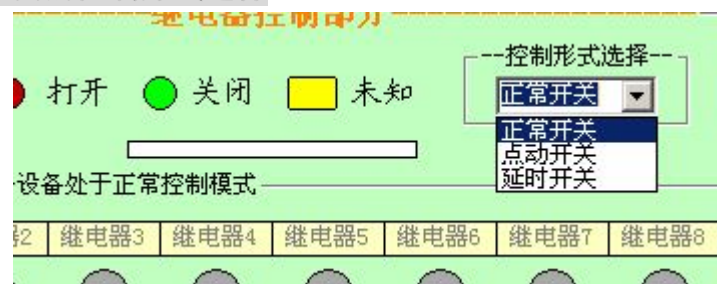 继电器控制部分
--控制形式选择--
打开 关闭 未知 正常开关
正常开关
点动开关
延时开关
设备处于正常控制模式
2 继电器3 继电器4 继电器5 继电器6 继电器7 继电器8